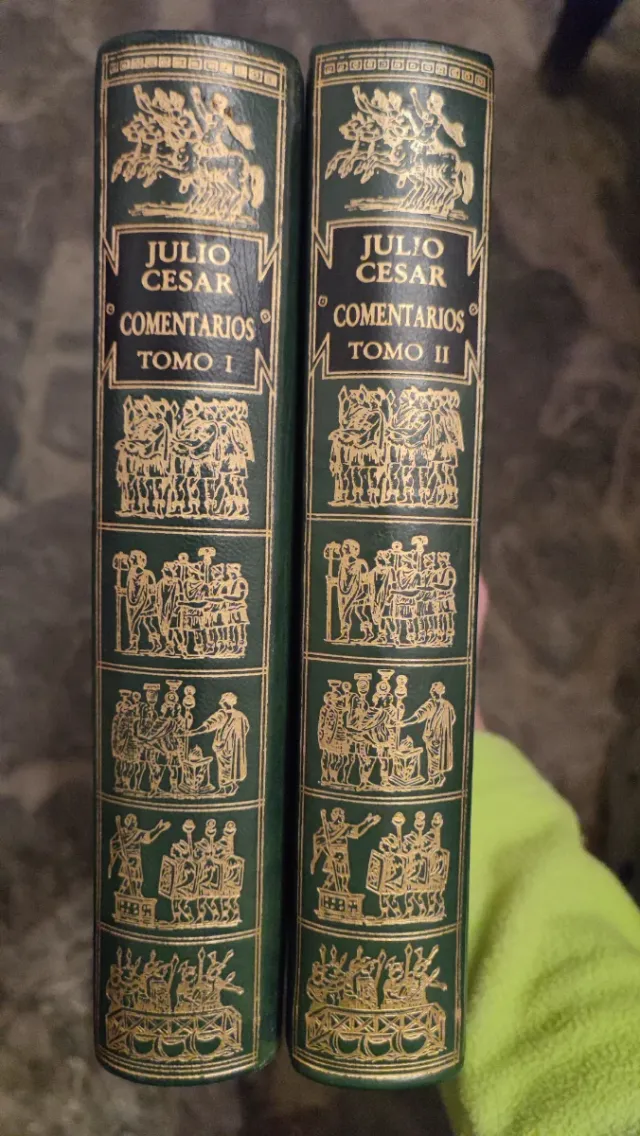 JULIO
CESAR
COMENTARIOS
TOMO I
JULIO
CESAR
COMENTARIOS
TOMO II